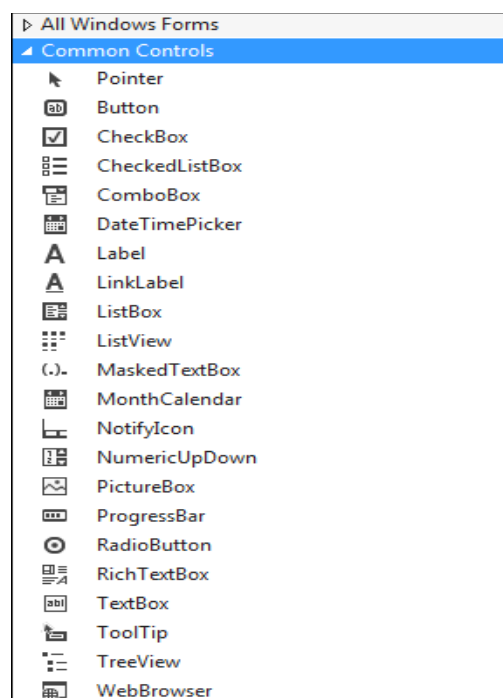 All Windows Forms
Common Controls
Pointer
Button
CheckBox
CheckedListBox
ComboBox
DateTimePicker
Label
LinkLabel
ListBox
ListView
MaskedTextBox
MonthCalendar
NotifyIcon
NumericUpDown
PictureBox
ProgressBar
RadioButton
RichTextBox
TextBox
ToolTip
TreeView
WebBrowser